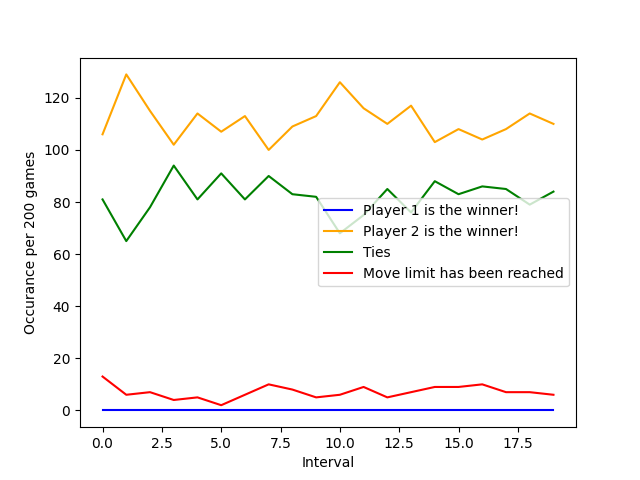 120
100
80
60
40
20
0
Occurance per 200 games
Player 1 is the winner!
Player 2 is the winner!
Ties
Move limit has been reached
0.0 2.5 5.0 7.5 10.0 12.5 15.0 17.5
Interval